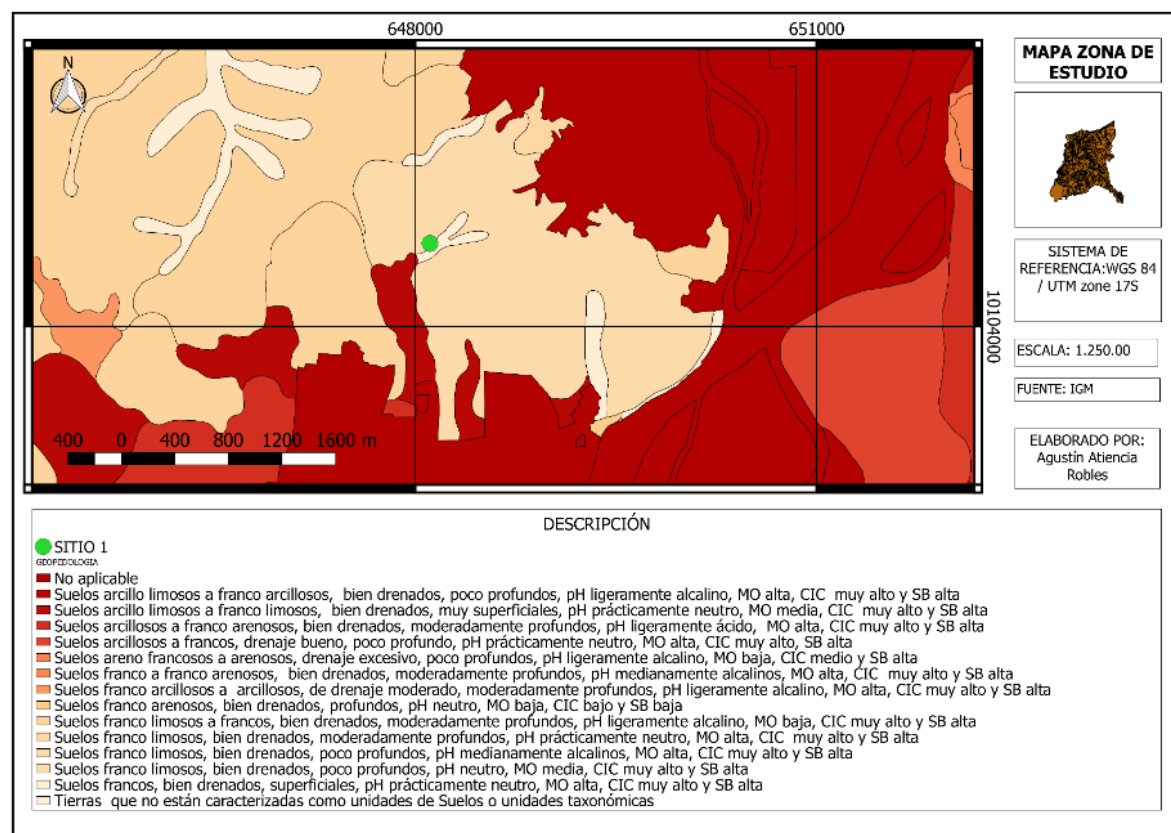 648000
651000
N
10104000
400 0 400 800 1200 1600 m
MAPA ZONA DE
ESTUDIO
SISTEMA DE
REFERENCIA:WGS 84
/ UTM zone 17S
ESCALA: 1.250.00
FUENTE: IGM
ELABORADO POR:
Agustín Atiencia
Robles
DESCRIPCIÓN
SITIO 1
GEOPEDOLOGIA
No aplicable
Suelos arcillo limosos a franco arcillosos, bien drenados, poco profundos, pH ligeramente alcalino, MO alta, CIC muy alto y SB alta
Suelos arcillo limosos a franco limosos, bien drenados, muy superficiales, pH prácticamente neutro, MO media, CIC muy alto y SB alta
Suelos arcillosos a franco arenosos, bien drenados, moderadamente profundos, pH ligeramente ácido, MO alta, CIC muy alto y SB alta
Suelos arcillosos a francos, drenaje bueno, poco profundo, pH prácticamente neutro, MO alta, CIC muy alto, SB alta
Suelos areno francosos a arenosos, drenaje excesivo, poco profundos, pH ligeramente alcalino, MO baja, CIC medio y SB alta
Suelos franco a franco arenosos, bien drenados, moderadamente profundos, pH medianamente alcalinos, MO alta, CIC muy alto y SB alta
Suelos franco arcillosos a arcillosos, de drenaje moderado, moderadamente profundos, pH ligeramente alcalino, MO alta, CIC muy alto y SB alta
Suelos franco arenosos, bien drenados, profundos, pH neutro, MO baja, CIC bajo y SB baja
Suelos franco limosos a francos, bien drenados, moderadamente profundos, pH ligeramente alcalino, MO baja, CIC muy alto y SB alta
Suelos franco limosos, bien drenados, moderadamente profundos, pH prácticamente neutro, MO alta, CIC muy alto y SB alta
Suelos franco limosos, bien drenados, poco profundos, pH medianamente alcalinos, MO alta, CIC muy alto y SB alta
Suelos franco limosos, bien drenados, poco profundos, pH neutro, MO media, CIC muy alto y SB alta
Suelos francos, bien drenados, superficiales, pH prácticamente neutro, MO alta, CIC muy alto y SB alta
Tierras que no están caracterizadas como unidades de Suelos o unidades taxonómicas